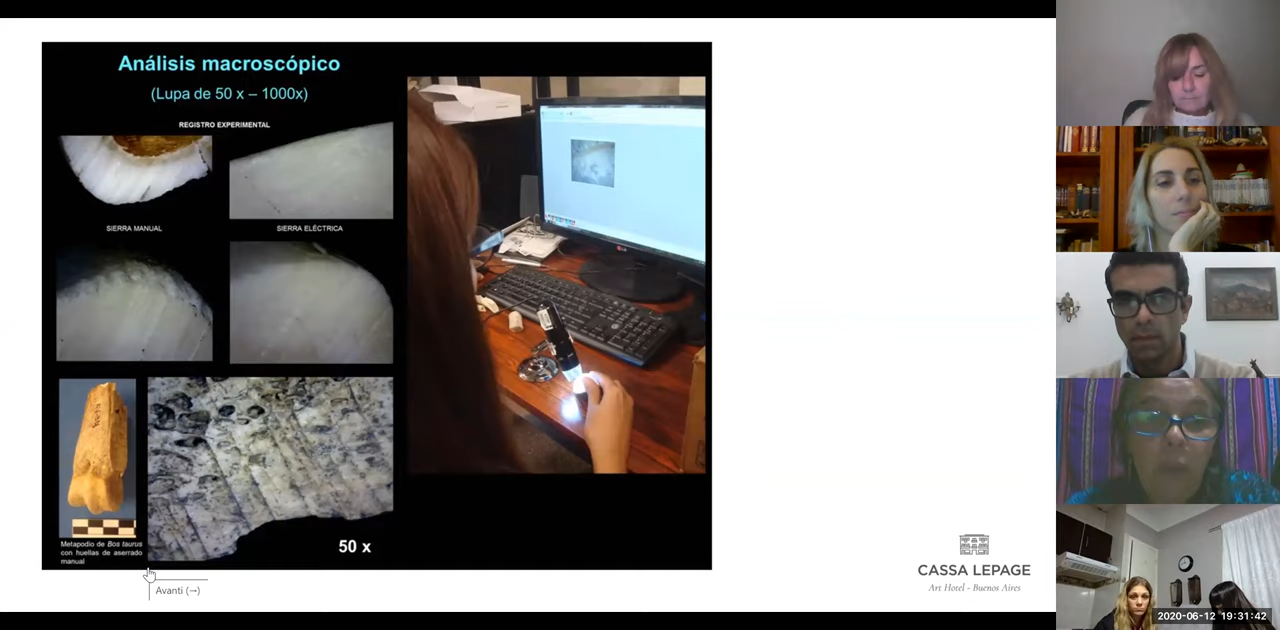 Análisis macroscópico
(Lupa de 50 x – 1000x)
REGISTRO EXPERIMENTAL
SIERRA MANUAL
SIERRA ELÉCTRICA
Metapodio de Bos taurus
con huellas de aserrado
manual
50 x
Avanti (→)
CASSA LEPAGE
Art Hotel - Buenos Aires
2020-06-12 19:31:42